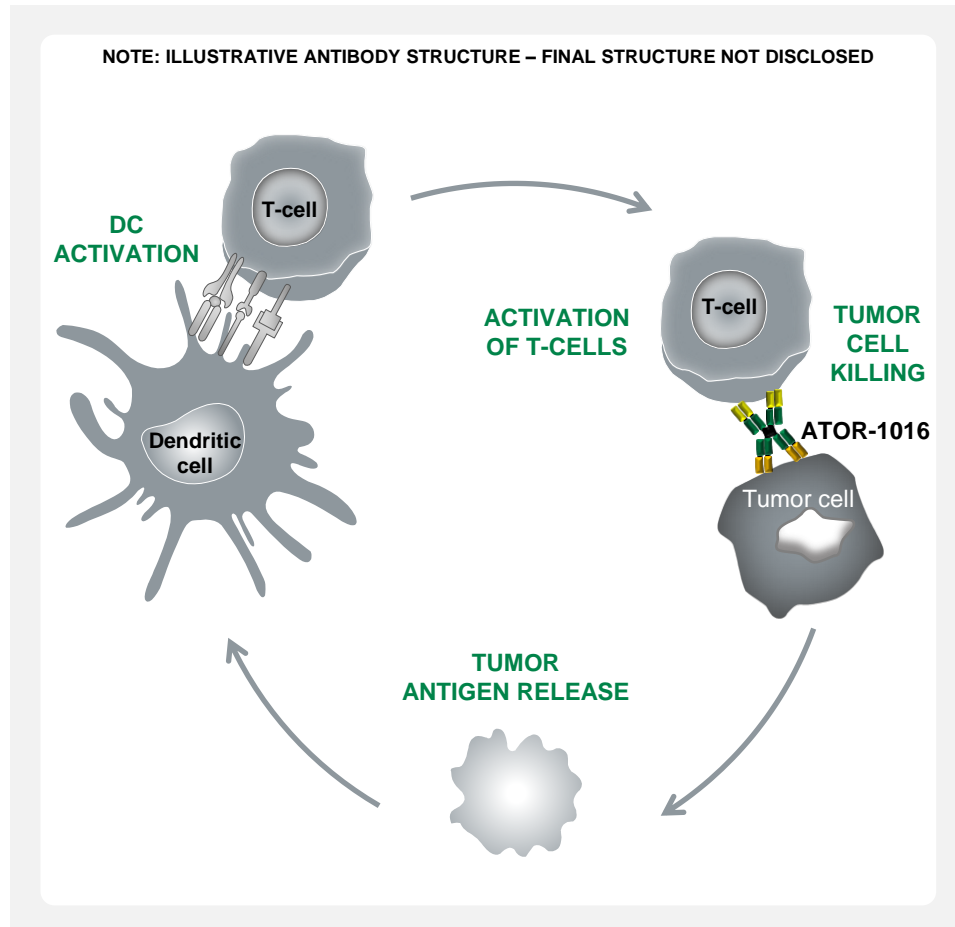 NOTE: ILLUSTRATIVE ANTIBODY STRUCTURE – FINAL STRUCTURE NOT DISCLOSED
T-cell
DC
ACTIVATION
Dendritic
cell
ACTIVATION
OF T-CELLS
T-cell
TUMOR
CELL
KILLING
ATOR-1016
Tumor cell
TUMOR
ANTIGEN RELEASE